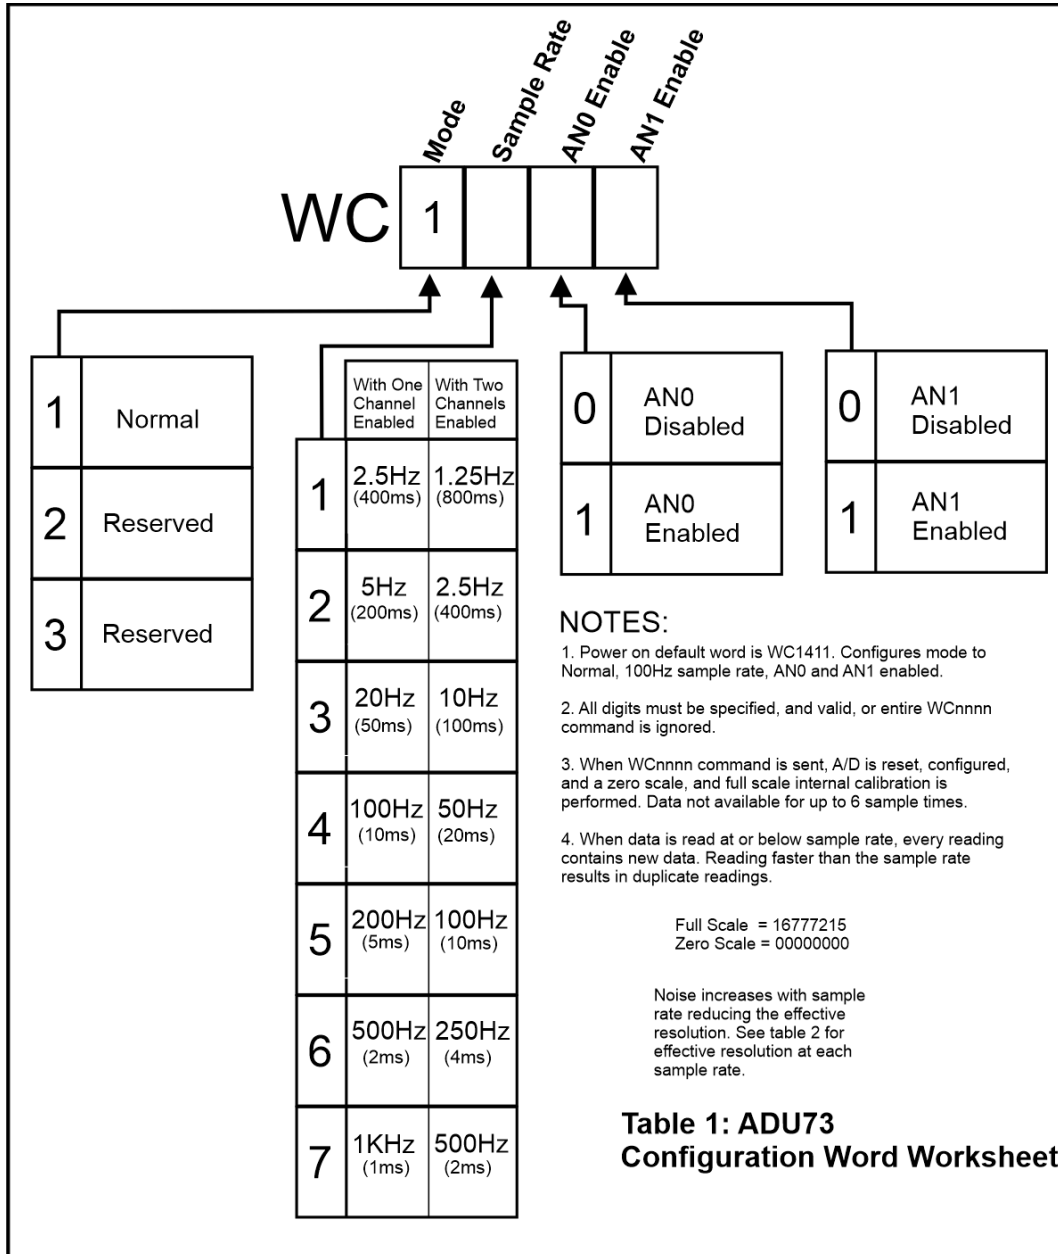 Mode
Sample Rate
AN0 Enable
AN1 Enable
WC 1
1 Normal
2 Reserved
3 Reserved
With One
Channel
Enabled
With Two
Channels
Enabled
1 2.5Hz 1.25Hz
(400ms) (800ms)
2 5Hz 2.5Hz
(200ms) (400ms)
3 20Hz 10Hz
(50ms) (100ms)
4 100Hz 50Hz
(10ms) (20ms)
5 200Hz 100Hz
(5ms) (10ms)
6 500Hz 250Hz
(2ms) (4ms)
7 1KHz 500Hz
(1ms) (2ms)
0 AN0
Disabled
1 AN0
Enabled
0 AN1
Disabled
1 AN1
Enabled
NOTES:
1. Power on default word is WC1411. Configures mode to
Normal, 100Hz sample rate, AN0 and AN1 enabled.
2. All digits must be specified, and valid, or entire WCnnnn
command is ignored.
3. When WCnnnn command is sent, A/D is reset, configured,
and a zero scale, and full scale internal calibration is
performed. Data not available for up to 6 sample times.
4. When data is read at or below sample rate, every reading
contains new data. Reading faster than the sample rate
results in duplicate readings.
Full Scale = 16777215
Zero Scale = 00000000
Noise increases with sample
rate reducing the effective
resolution. See table 2 for
effective resolution at each
sample rate.
Table 1: ADU73
Configuration Word Worksheet